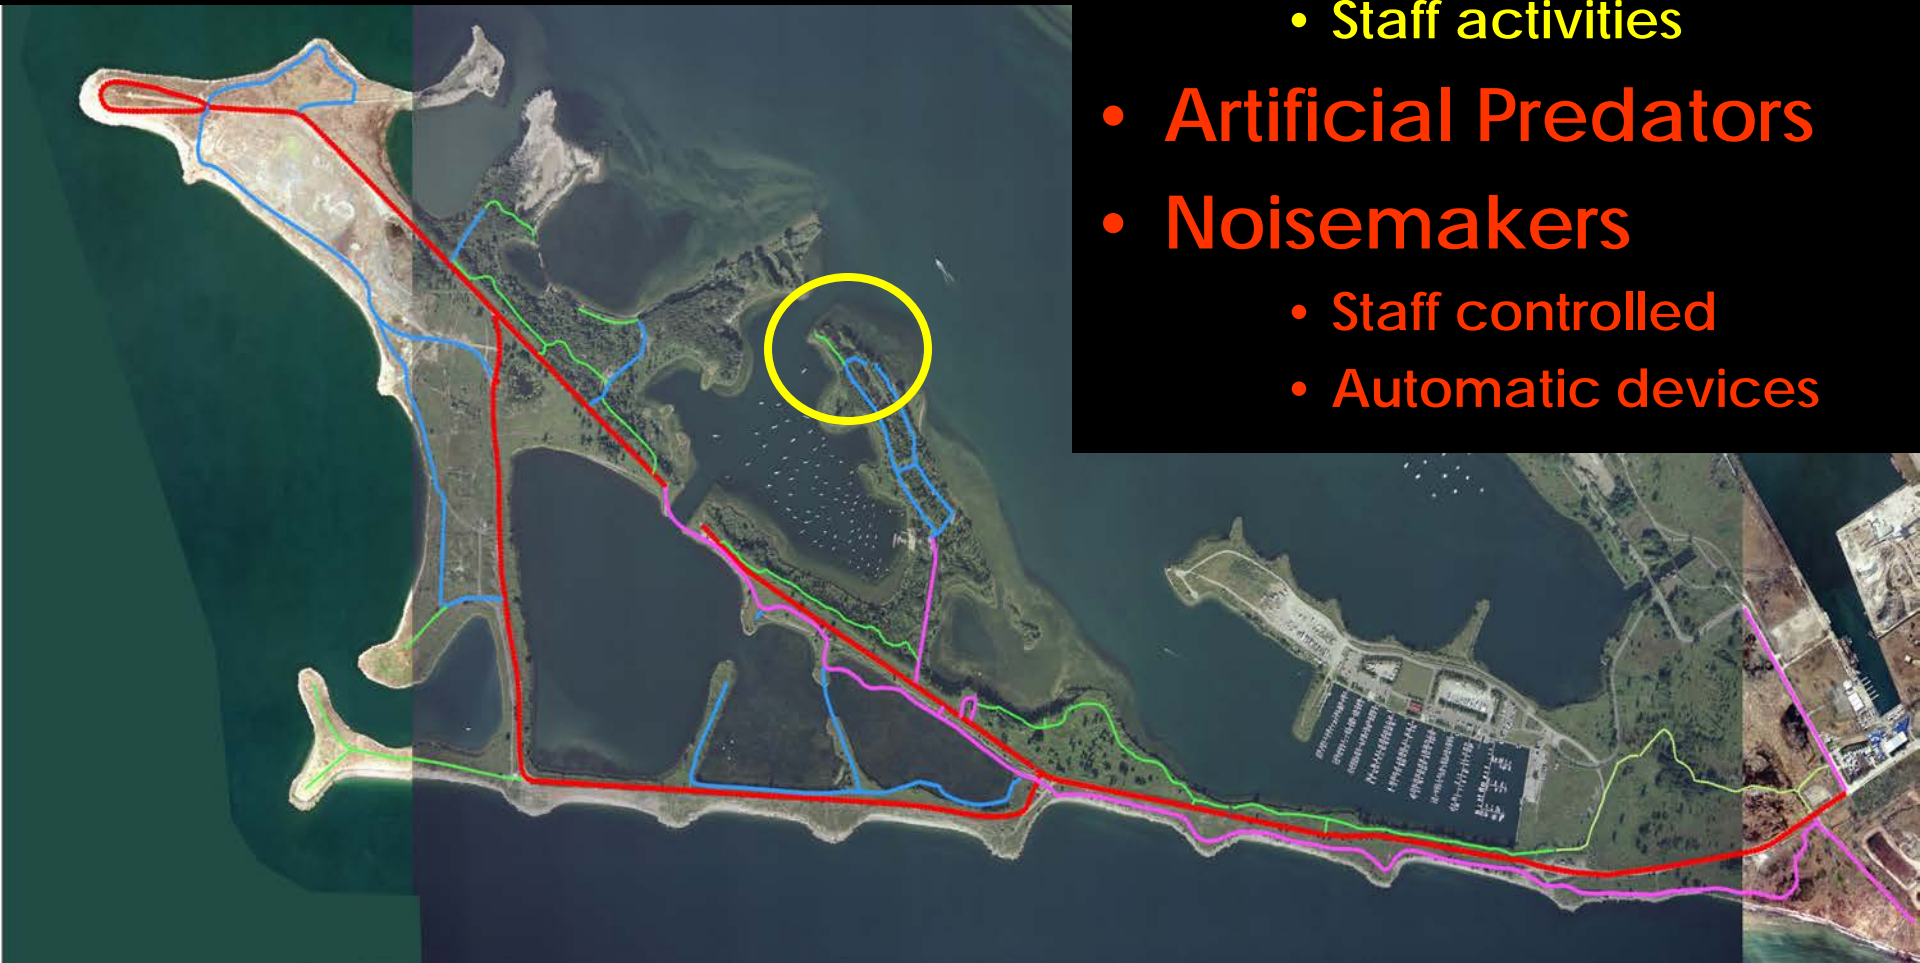 • Staff activities
• Artificial Predators
• Noisemakers
• Staff controlled
• Automatic devices